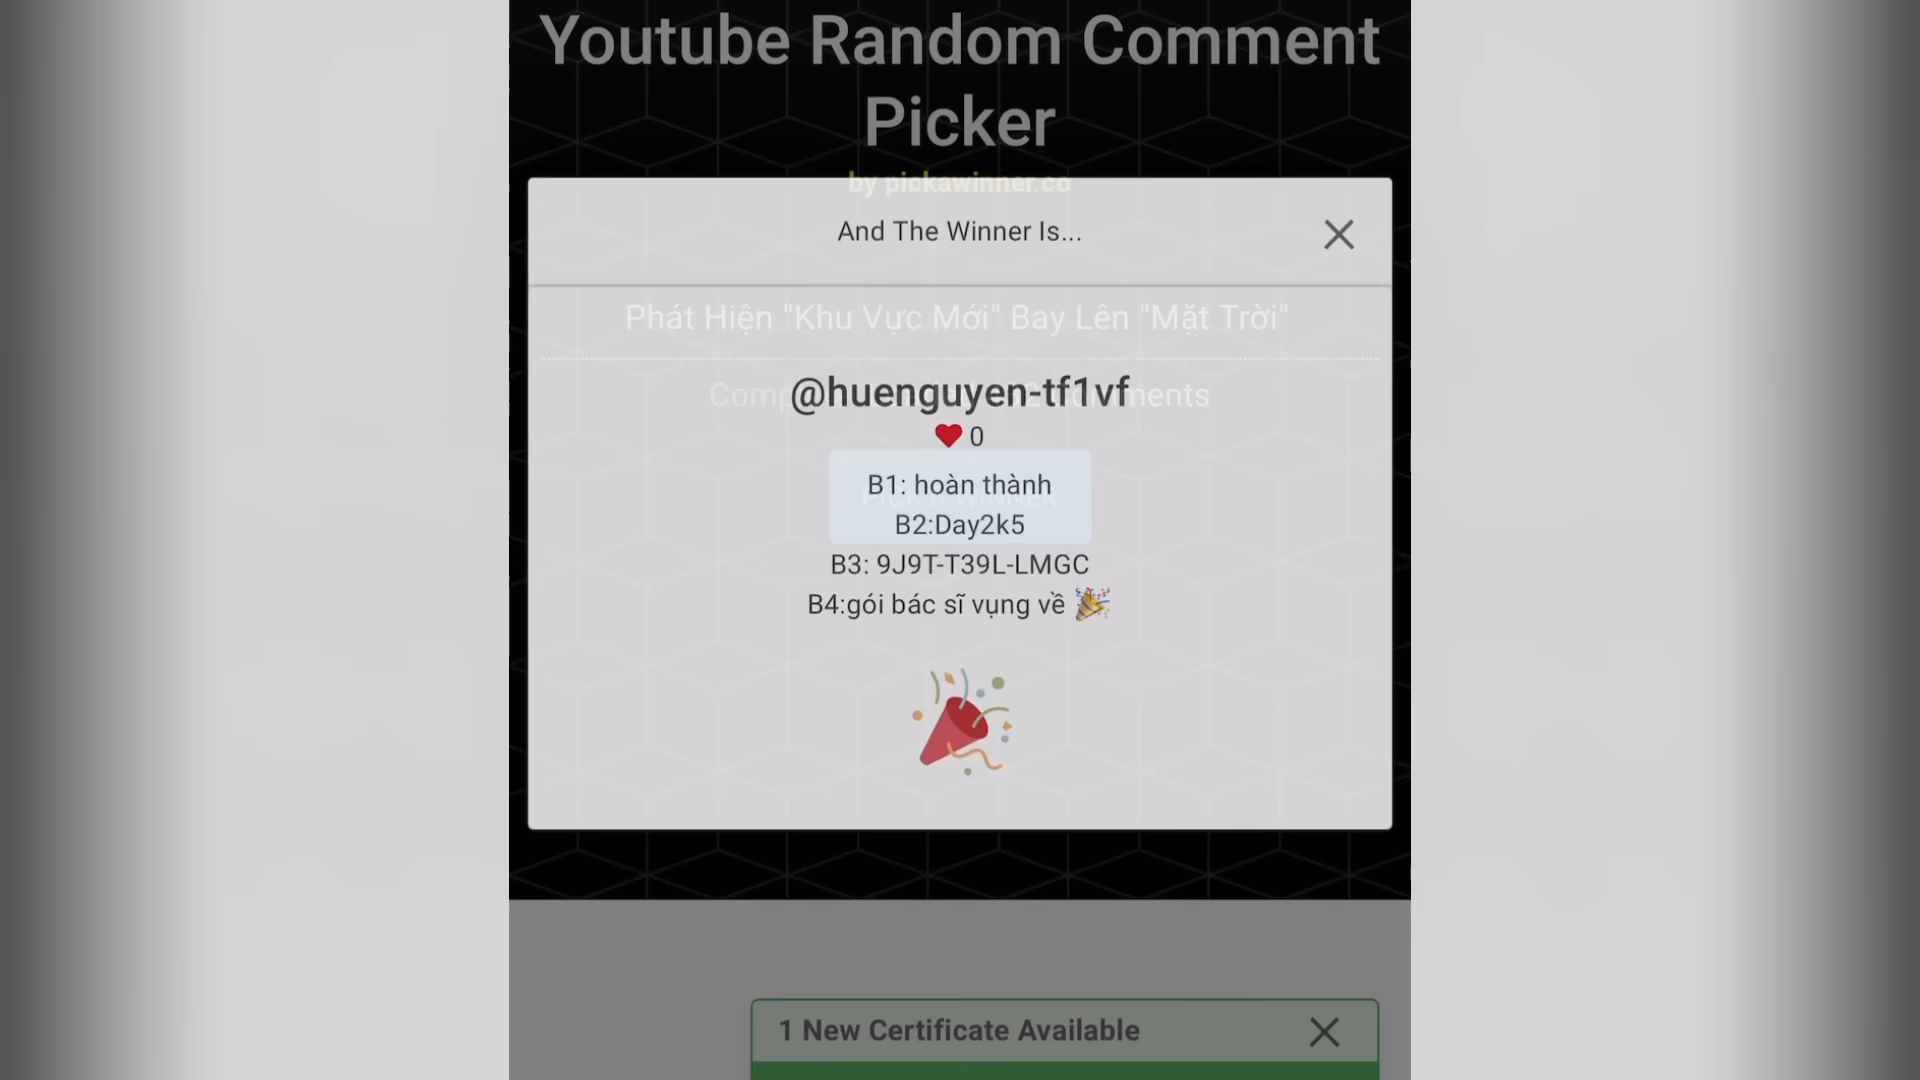 Youtube Random Comment
Picker
by pickawinner.co
And The Winner Is...
Phát Hiện "Khu Vực Mới" Bay Lên "Mặt Trời"
@huenguyen-tf1vf
0
B1: hoàn thành
B2:Day2k5
B3: 9J9T-T39L-LMGC
B4:gói bác sĩ vụng về
1 New Certificate Available